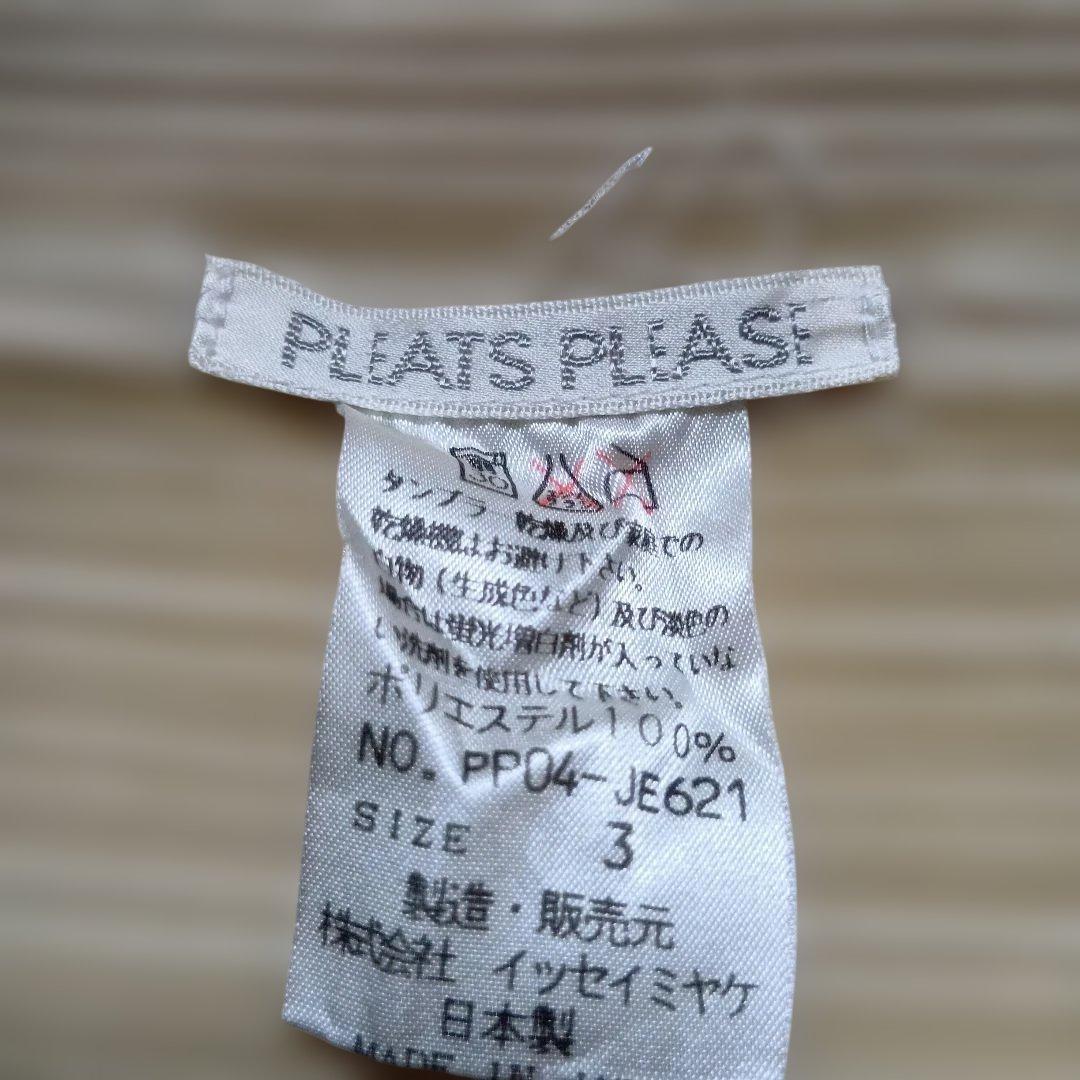 PLEATS PLEASE
タンブラー乾燥及び
乾燥機はお避け下さい。
物(生成色など)及び淡色の
蛍光増白剤が入っていな
洗剤を使用して下さい。
ポリエステル100%
NO. PP04-JE621
SIZE 3
製造・販売元
株式会社 イッセイミヤケ
日本製
MADE IN